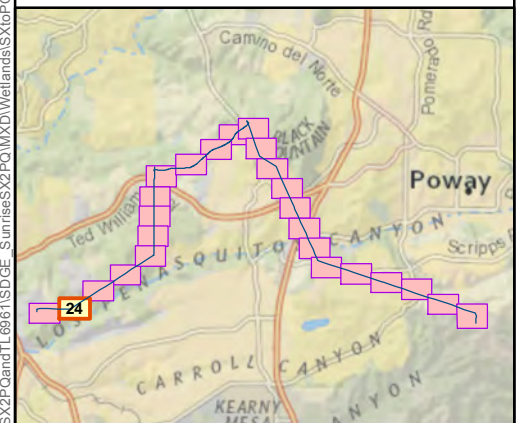 SX2PQandTL6961\SDGE_SunriseSX2PQ\MXD\Wetlands\SXtoPQ
Camino del Norte
Pomerado Rd
BLACK
MOUNTAIN
Poway
Ted William
Scripps
LOS PENASQUITOS CANYON
24
CARROLL CANYON
KEARNY
MESA
CANYON